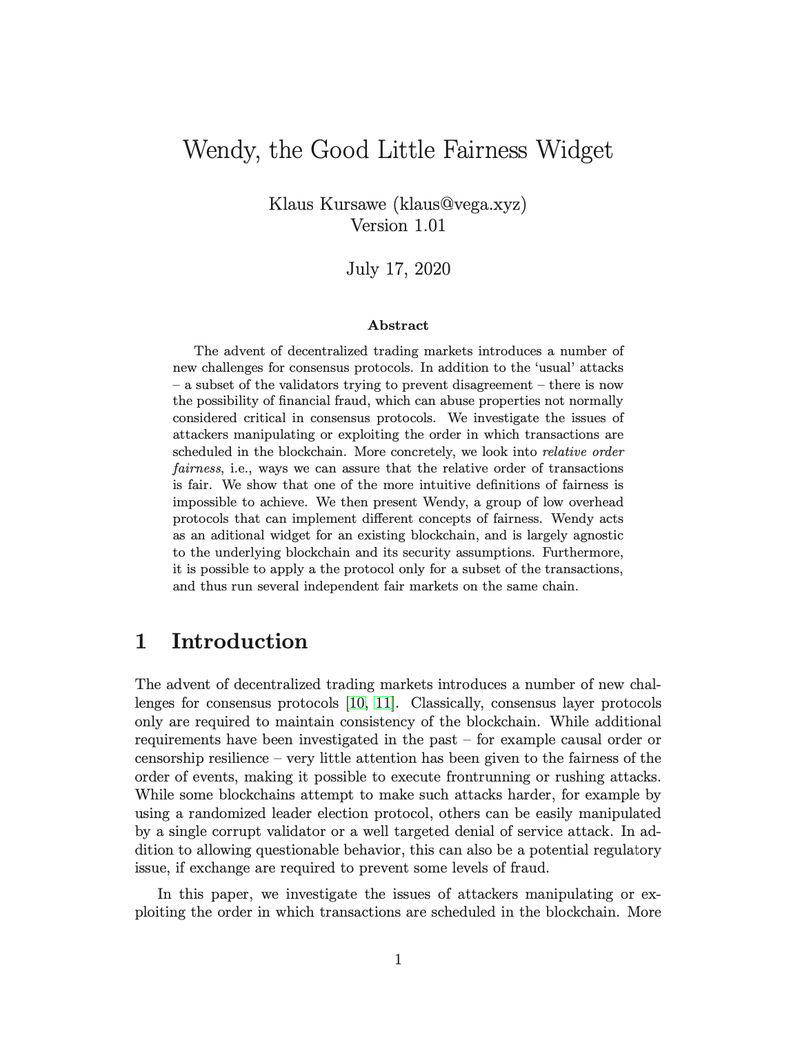 Wendy, the Good Little Fairness Widget
Klaus Kursawe (klaus@vega.xyz)
Version 1.01
July 17, 2020
Abstract
The advent of decentralized trading markets introduces a number of
new challenges for consensus protocols. In addition to the ‘usual’ attacks
– a subset of the validators trying to prevent disagreement – there is now
the possibility of financial fraud, which can abuse properties not normally
considered critical in consensus protocols. We investigate the issues of
attackers manipulating or exploiting the order in which transactions are
scheduled in the blockchain. More concretely, we look into relative order
fairness, i.e., ways we can assure that the relative order of transactions
is fair. We show that one of the more intuitive definitions of fairness is
impossible to achieve. We then present Wendy, a group of low overhead
protocols that can implement different concepts of fairness. Wendy acts
as an aditional widget for an existing blockchain, and is largely agnostic
to the underlying blockchain and its security assumptions. Furthermore,
it is possible to apply a the protocol only for a subset of the transactions,
and thus run several independent fair markets on the same chain.
1 Introduction
The advent of decentralized trading markets introduces a number of new chal-
lenges for consensus protocols [10, 11]. Classically, consensus layer protocols
only are required to maintain consistency of the blockchain. While additional
requirements have been investigated in the past – for example causal order or
censorship resilience – very little attention has been given to the fairness of the
order of events, making it possible to execute frontrunning or rushing attacks.
While some blockchains attempt to make such attacks harder, for example by
using a randomized leader election protocol, others can be easily manipulated
by a single corrupt validator or a well targeted denial of service attack. In ad-
dition to allowing questionable behavior, this can also be a potential regulatory
issue, if exchange are required to prevent some levels of fraud.
In this paper, we investigate the issues of attackers manipulating or ex-
ploiting the order in which transactions are scheduled in the blockchain. More
1